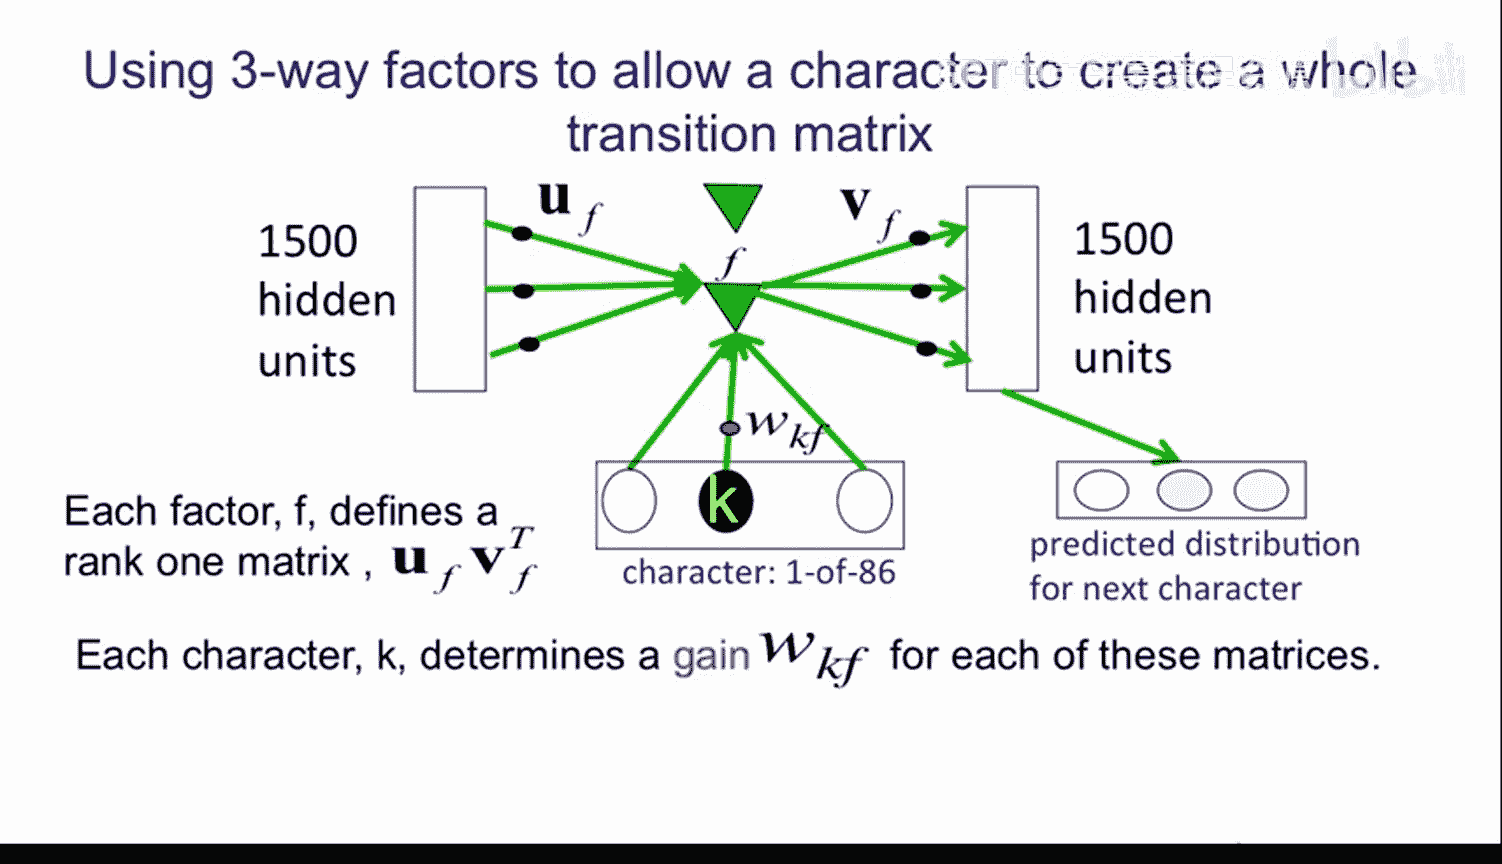 Using 3-way factors to allow a character to create a whole
transition matrix
u f
v f
f
1500
hidden
units
1500
hidden
units
w kf
k
character: 1-of-86
predicted distribution
for next character
Each factor, f, defines a
rank one matrix , u f v f T
Each character, k, determines a gain w kf for each of these matrices.